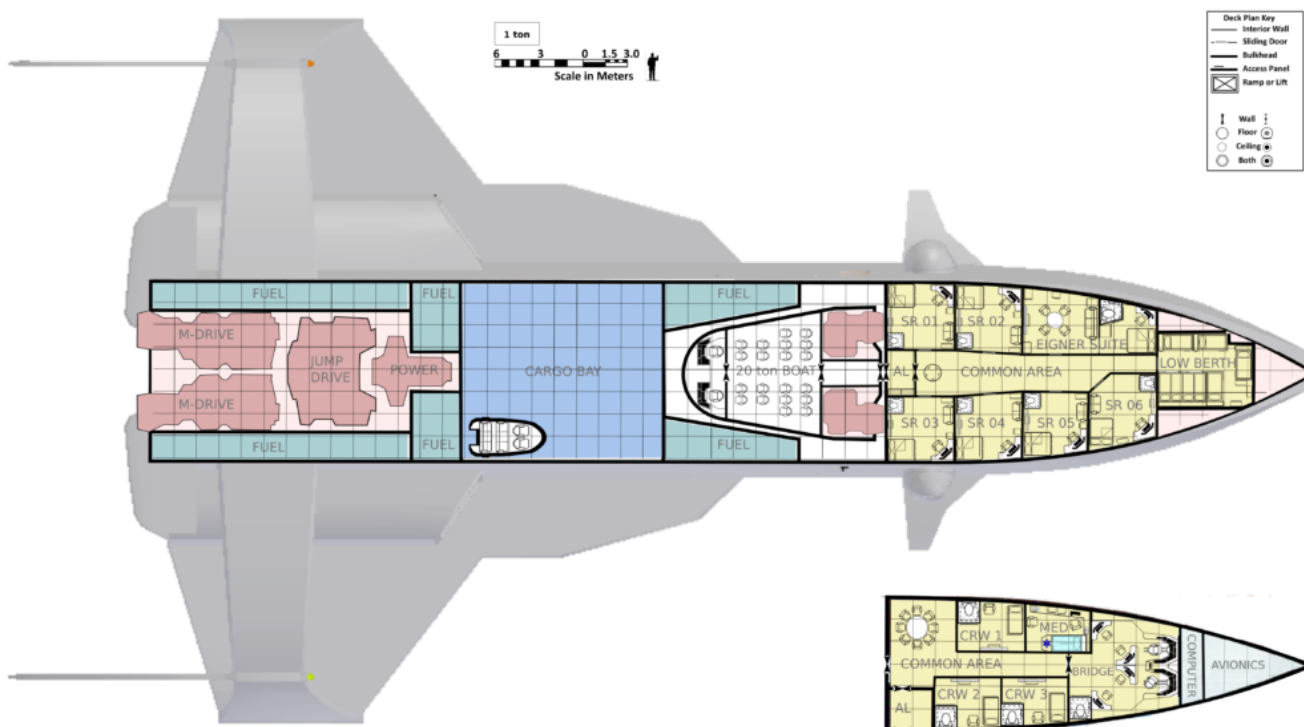 1 ton
6 3 0 1.5 3.0
Scale in Meters
Deck Plan Key
Interior Wall
Sliding Door
Bulkhead
Access Panel
Ramp or Lift
Wall
Floor
Ceiling
Both
FUEL FUEL FUEL
M-DRIVE
SR 01 SR 02
EIGNER SUITE
JUMP
DRIVE
POWER
CARGO BAY
20 ton BOAT
AL
COMMON AREA
LOW BERTH
M-DRIVE
SR 03 SR 04 SR 05 SR 06
FUEL FUEL FUEL
CRW 1
MED
COMMON AREA
BRIDGE
COMPUTER
AVIONICS
AL
CRW 2 CRW 3